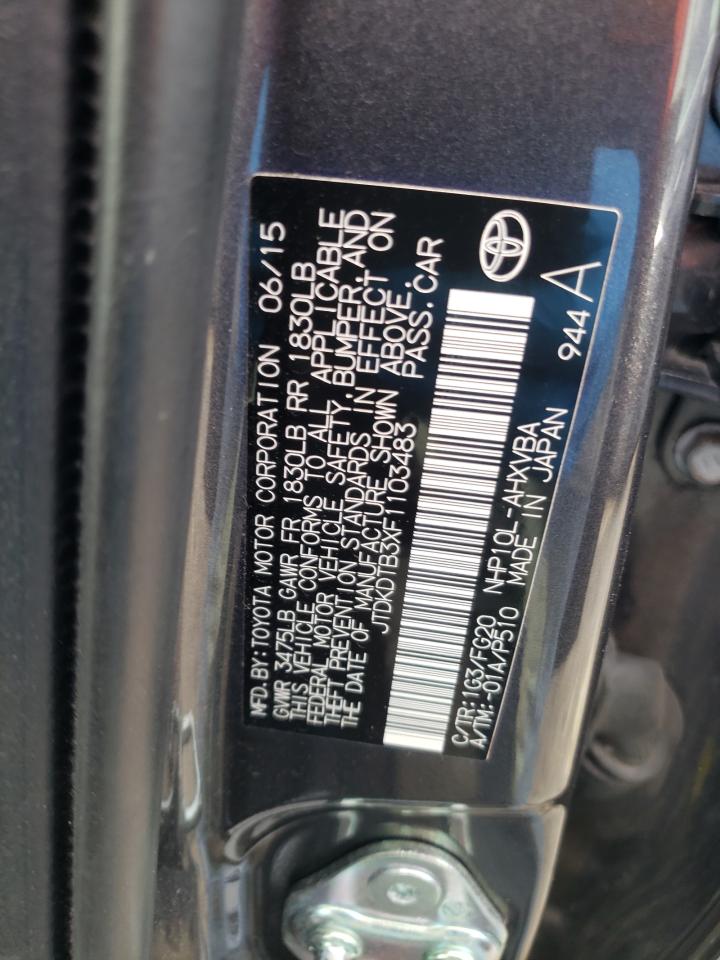 MFD.BY:TOYOTA MOTOR CORPORATION 06/15
GVWR 3475LB GAWR FR 1830LB RR 1830LB
THIS VEHICLE CONFORMS TO ALL APPLICABLE
FEDERAL MOTOR VEHICLE SAFETY,BUMPER,AND
THEFT PREVENTION STANDARDS IN EFFECT ON
THE DATE OF MANUFACTURE SHOWN ABOVE.
JTDKDTB3XF1103483 PASS.CAR
C/TR:1G3/FG20 NHP10L-AHXVBA
A/TM:-01A/P510 MADE IN JAPAN 944A